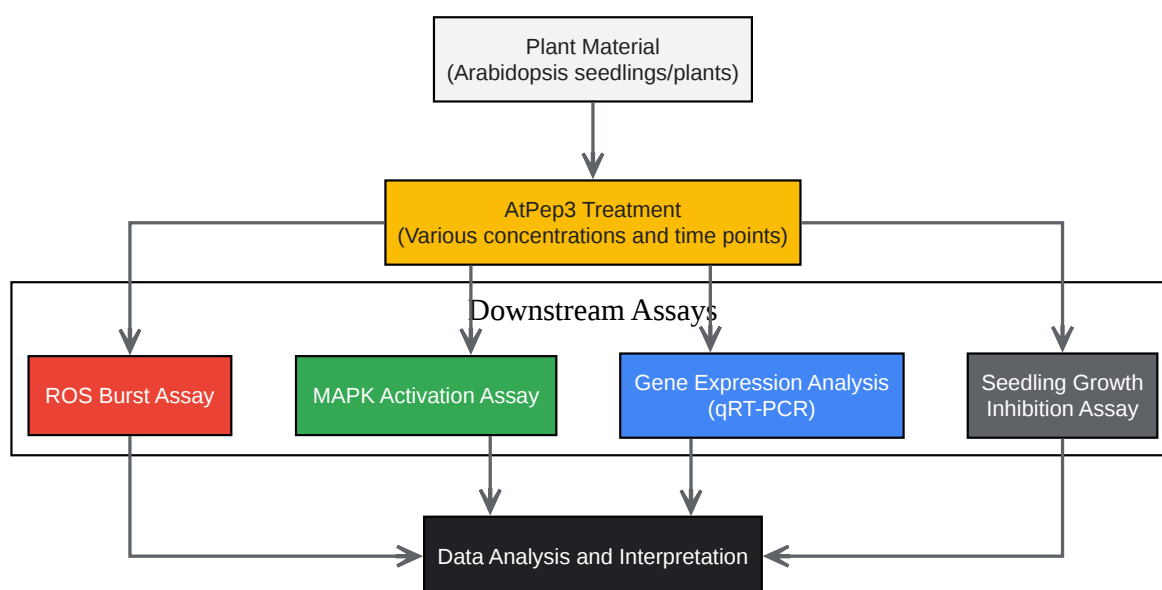 Plant Material
(Arabidopsis seedlings/plants)
AtPep3 Treatment
(Various concentrations and time points)
Downstream Assays
ROS Burst Assay
MAPK Activation Assay
Gene Expression Analysis
(qRT-PCR)
Seedling Growth
Inhibition Assay
Data Analysis and Interpretation